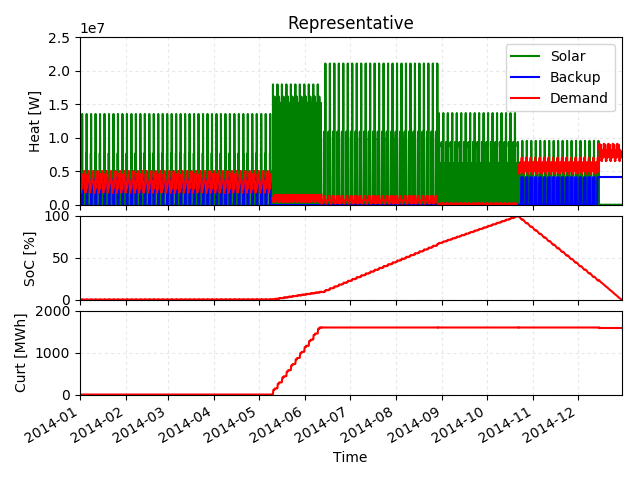 Representative
1e7
2.5
2.0
1.5
1.0
0.5
0.0
Heat [W]
Solar
Backup
Demand
100
50
0
SoC [%]
2000
1000
0
Curt [MWh]
2014-01
2014-02
2014-03
2014-04
2014-05
2014-06
2014-07
2014-08
2014-09
2014-10
2014-11
2014-12
Time